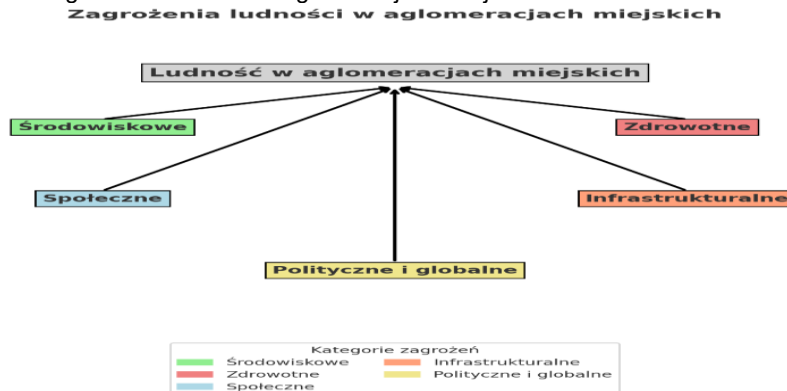 Zagrożenia ludności w aglomeracjach miejskich
Ludność w aglomeracjach miejskich
Środowiskowe
Zdrowotne
Społeczne
Infrastrukturalne
Polityczne i globalne
Kategorie zagrożeń
Środowiskowe
Zdrowotne
Społeczne
Infrastrukturalne
Polityczne i globalne